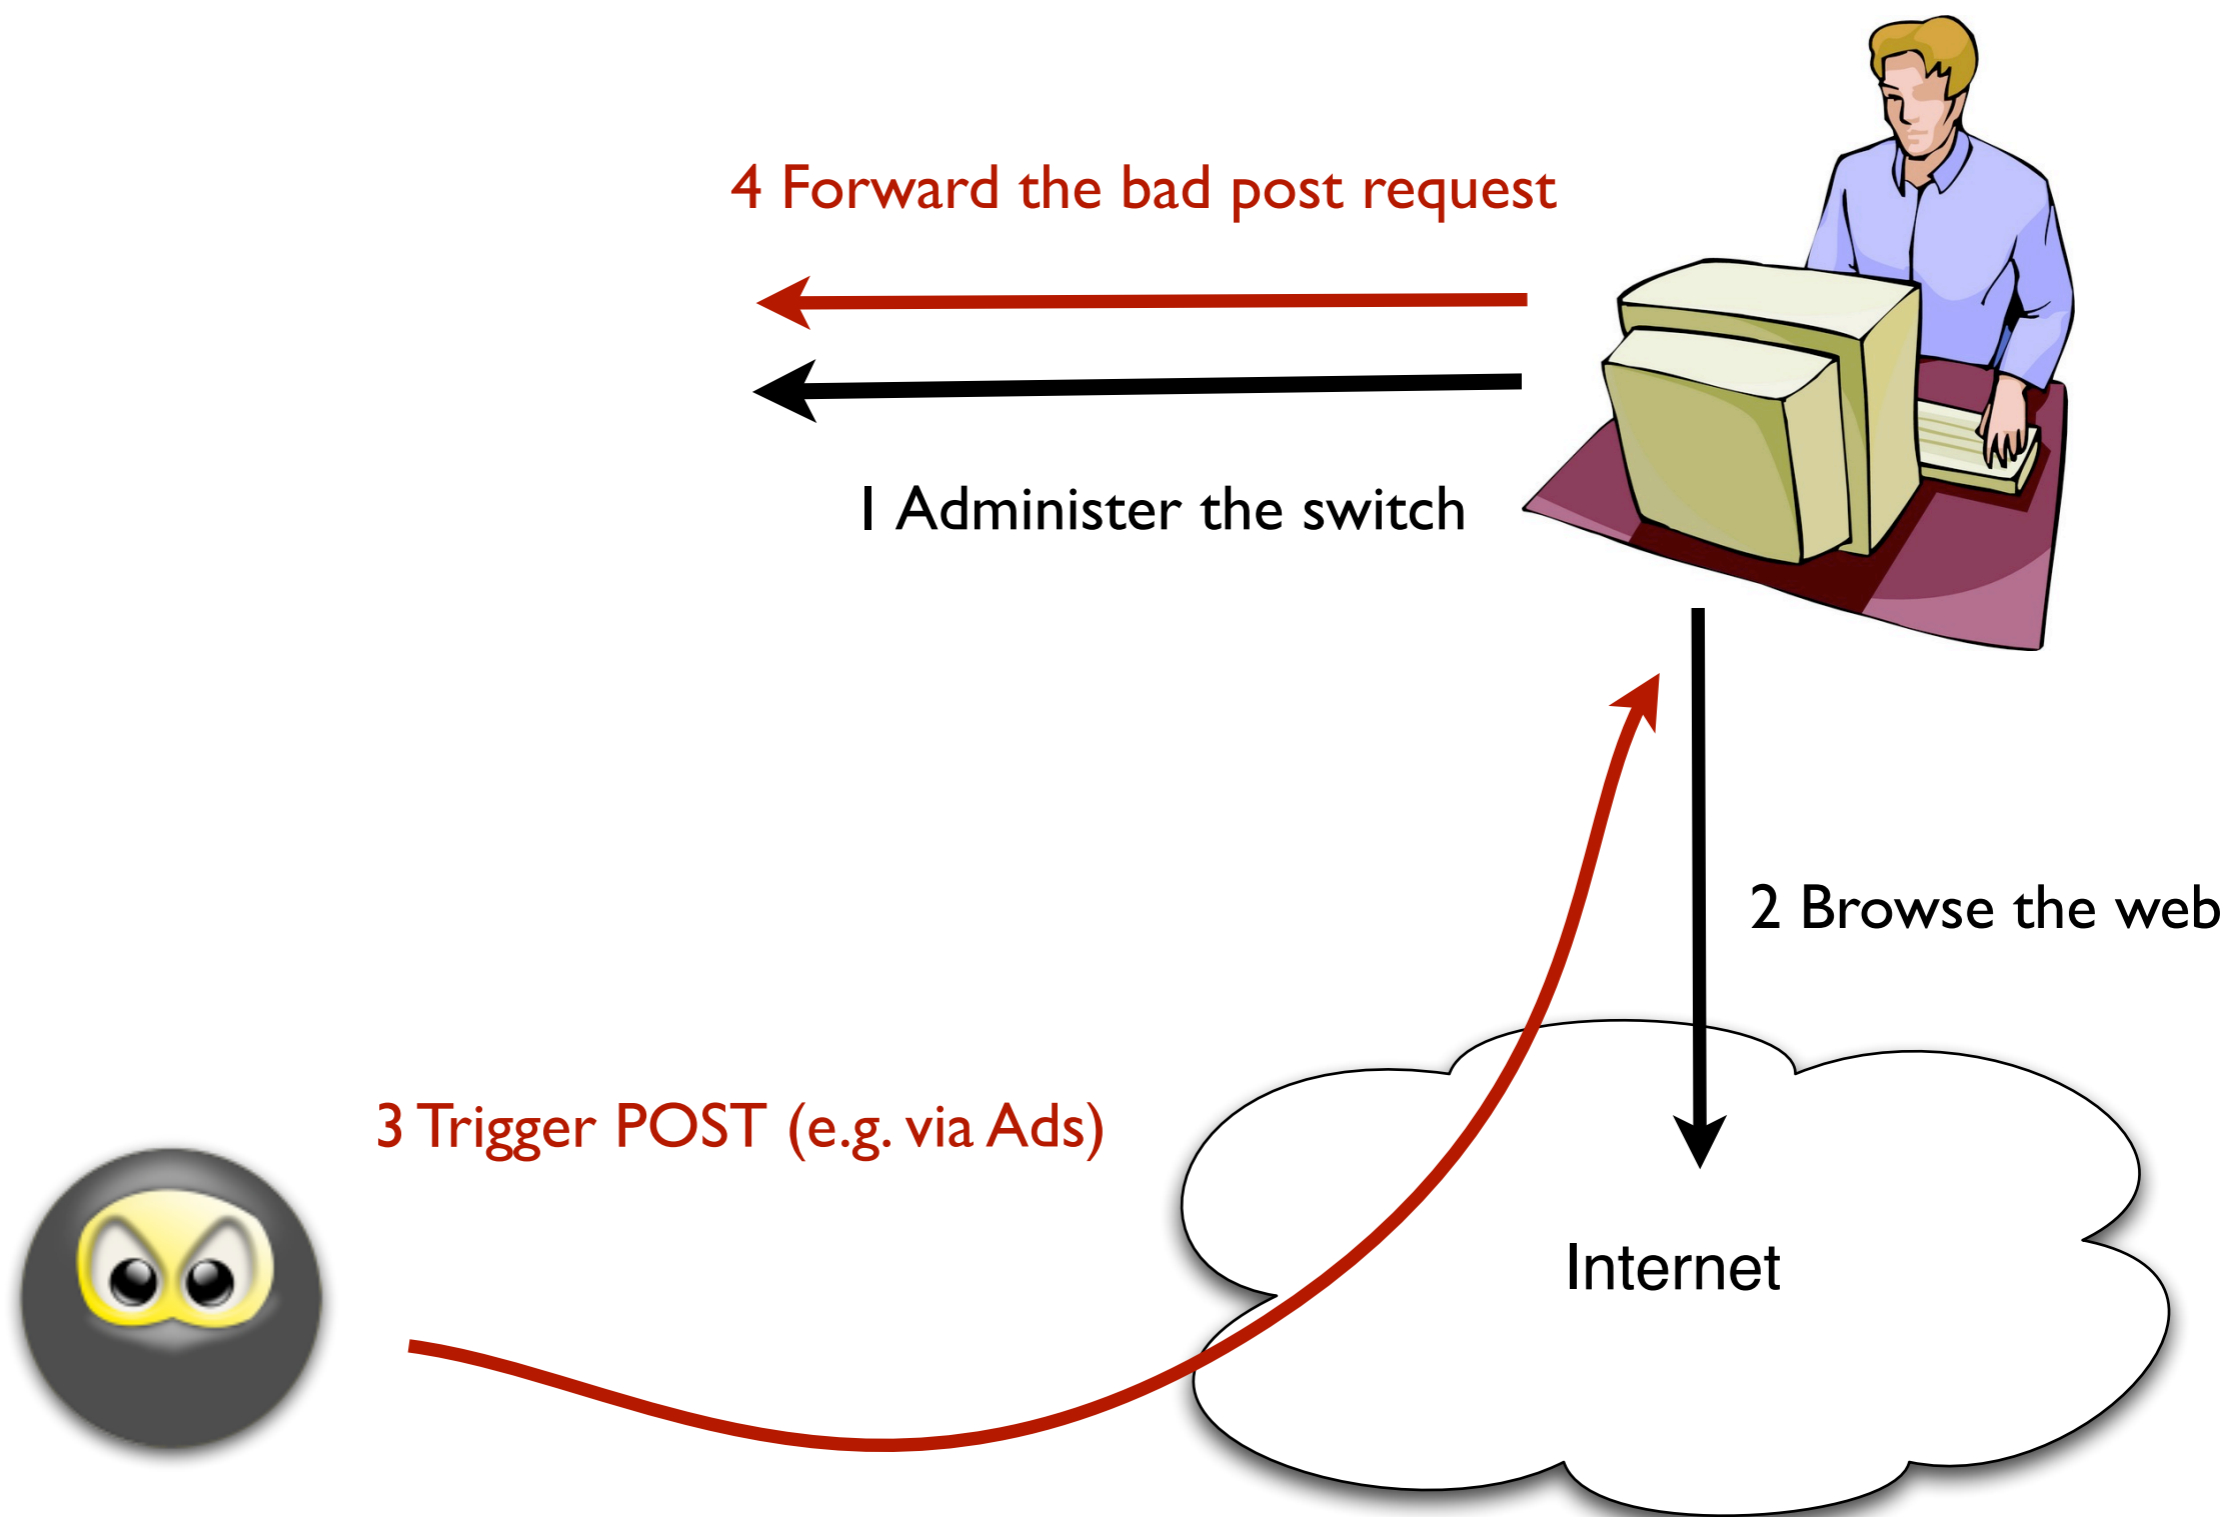 4 Forward the bad post request
1 Administer the switch
2 Browse the web
3 Trigger POST (e.g. via Ads)
Internet